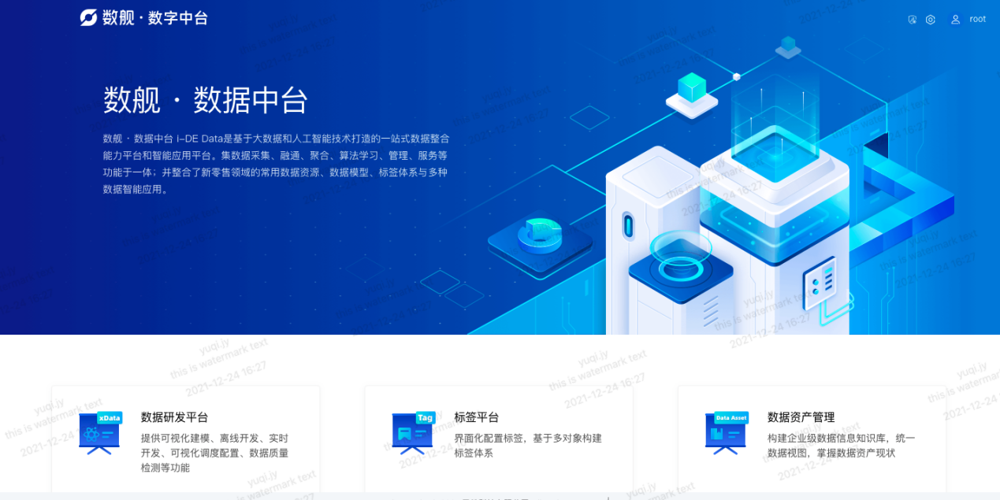 数舰·数字中台
root
数舰·数据中台
数舰·数据中台 i-DE Data是基于大数据和人工智能技术打造的一站式数据整合
能力平台和智能应用平台。集数据采集、融通、聚合、算法学习、管理、服务等
功能于一体；并整合了新零售领域的常用数据资源、数据模型、标签体系与多种
数据智能应用。
xData
数据研发平台
提供可视化建模、离线开发、实时
开发、可视化调度配置、数据质量
检测等功能
Tag
标签平台
界面化配置标签，基于多对象构建
标签体系
Data Asset
数据资产管理
构建企业级数据信息知识库，统一
数据视图，掌握数据资产现状
yuqi.jy
this is watermark text
2021-12-24 16:27